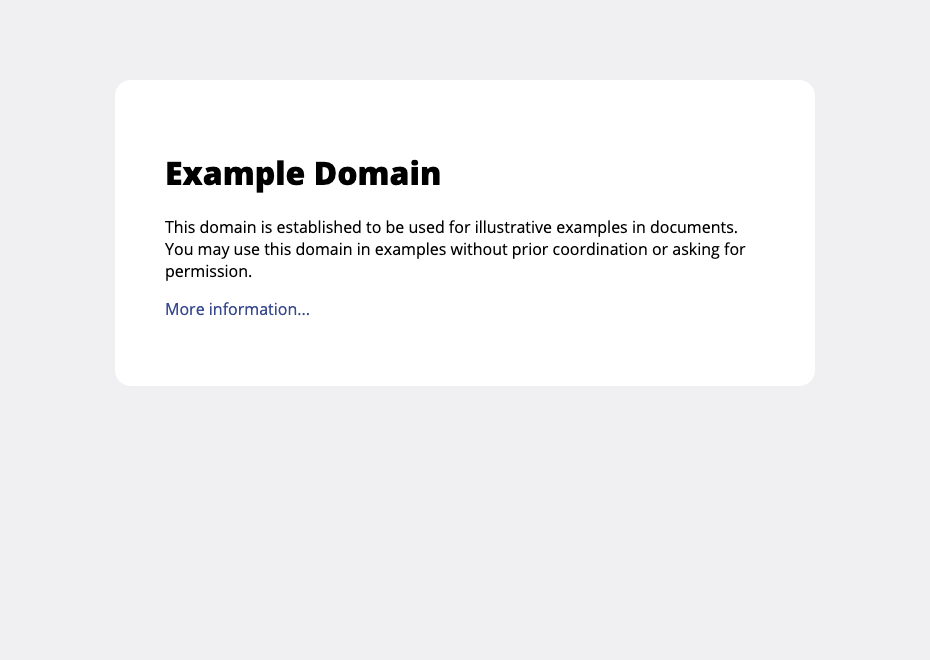 Example Domain
This domain is established to be used for illustrative examples in documents.
You may use this domain in examples without prior coordination or asking for
permission.
More information...